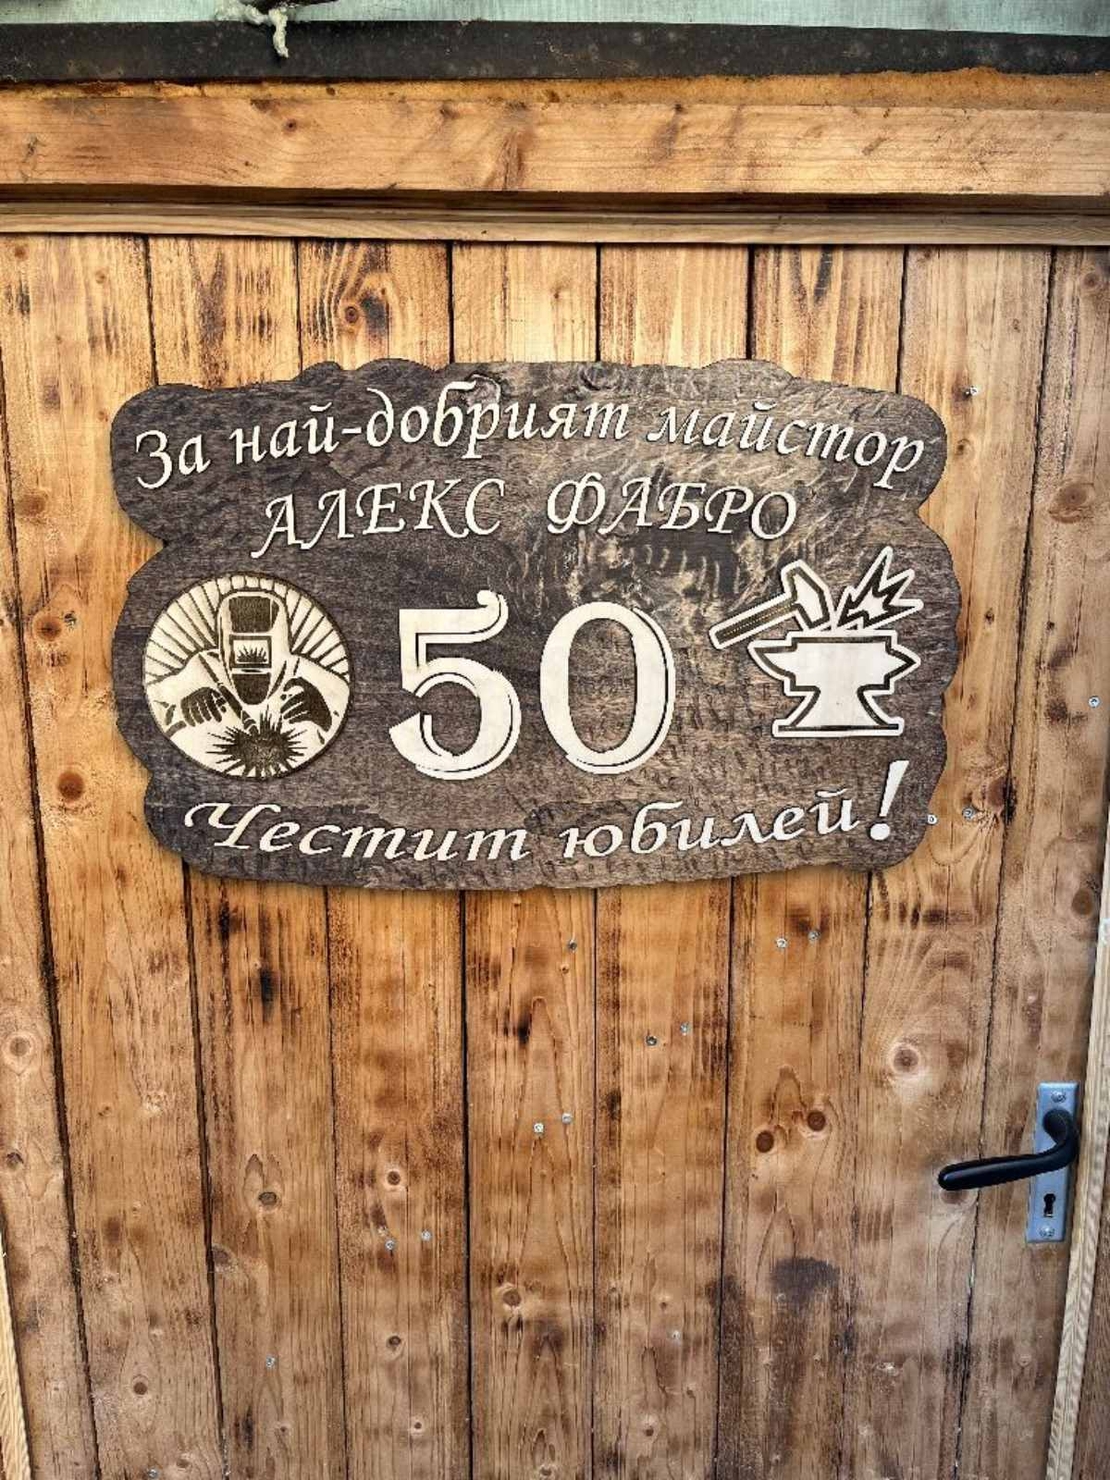 За най-добрият майстор
АЛЕКС ФАБРО
50
Честит юбилей!